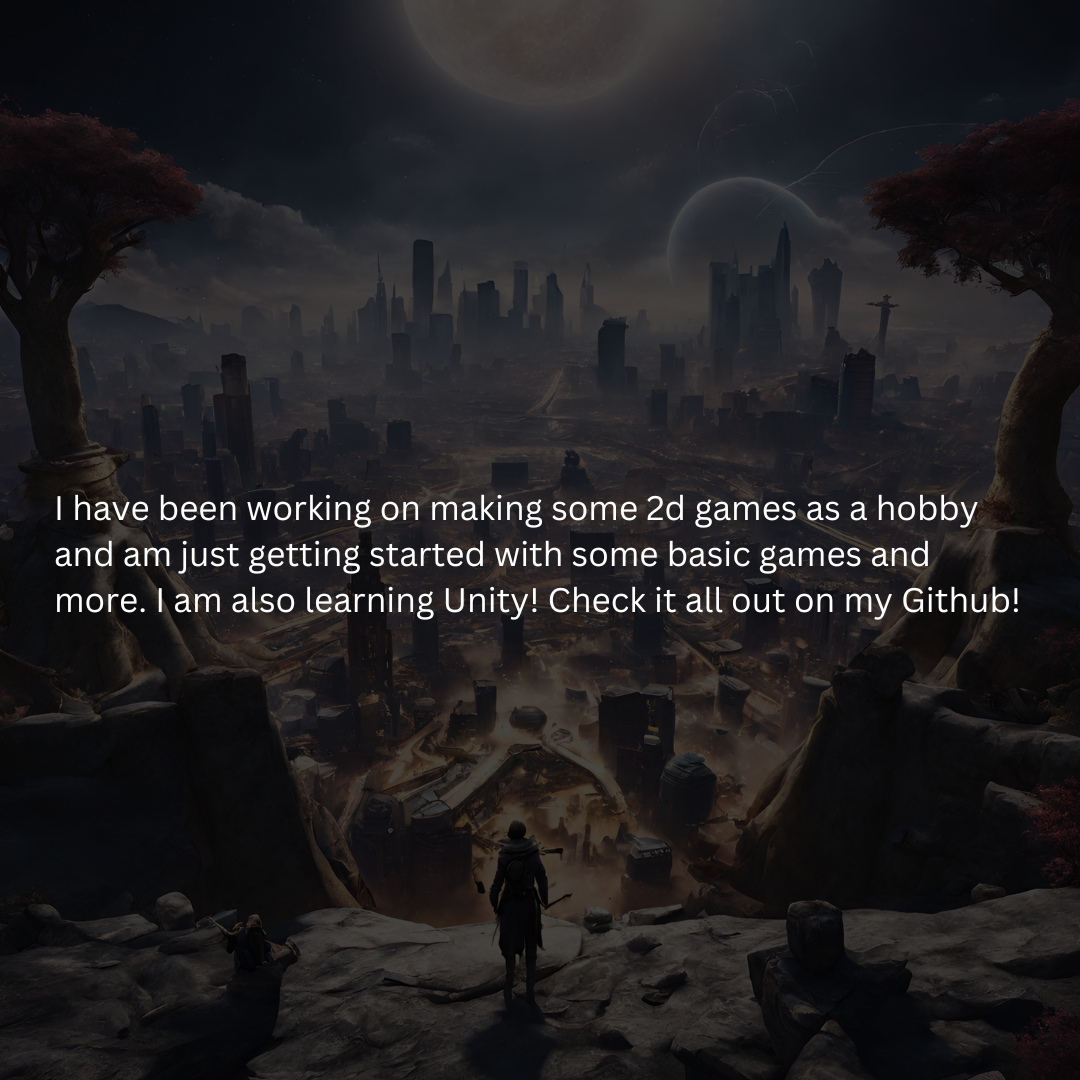 I have been working on making some 2d games as a hobby
and am just getting started with some basic games and
more. I am also learning Unity! Check it all out on my Github!